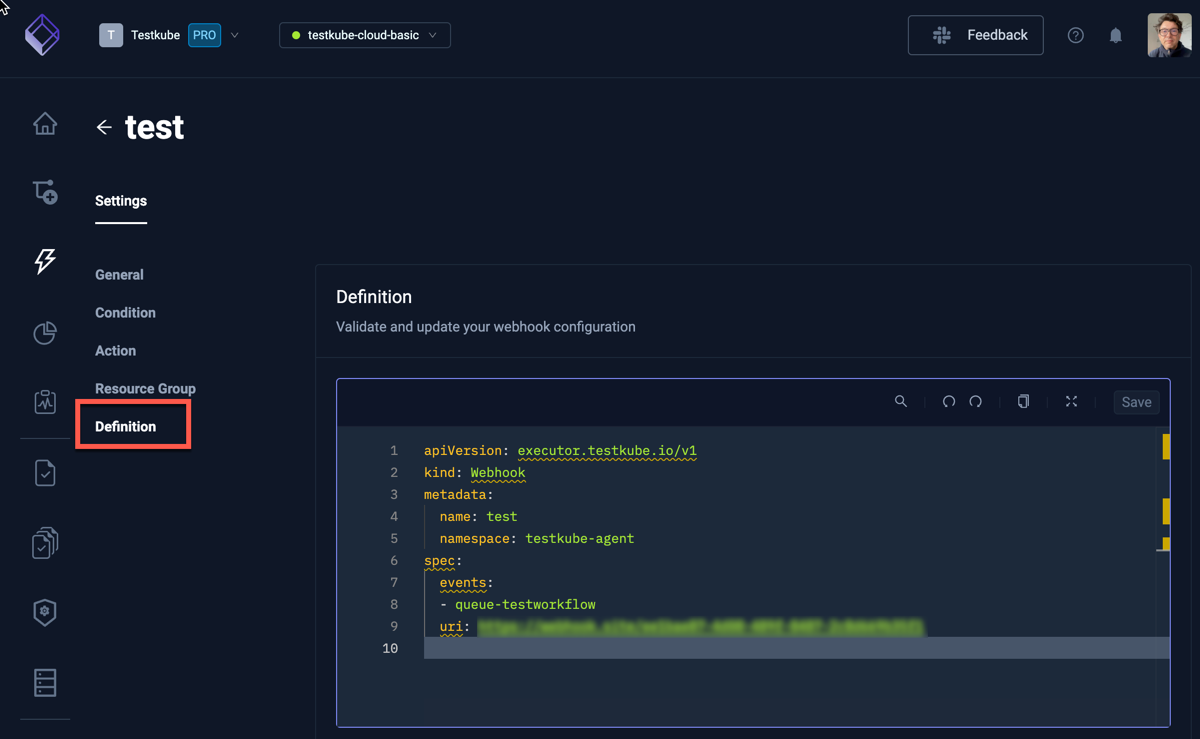 T Testkube PRO
testkube-cloud-basic
Feedback
?
test
Settings
General
Condition
Action
Resource Group
Definition
Definition
Validate and update your webhook configuration
Save
1 apiVersion: executor.testkube.io/v1
2 kind: Webhook
3 metadata:
4 name: test
5 namespace: testkube-agent
6 spec:
7 events:
8 - queue-testworkflow
9 uri:
10